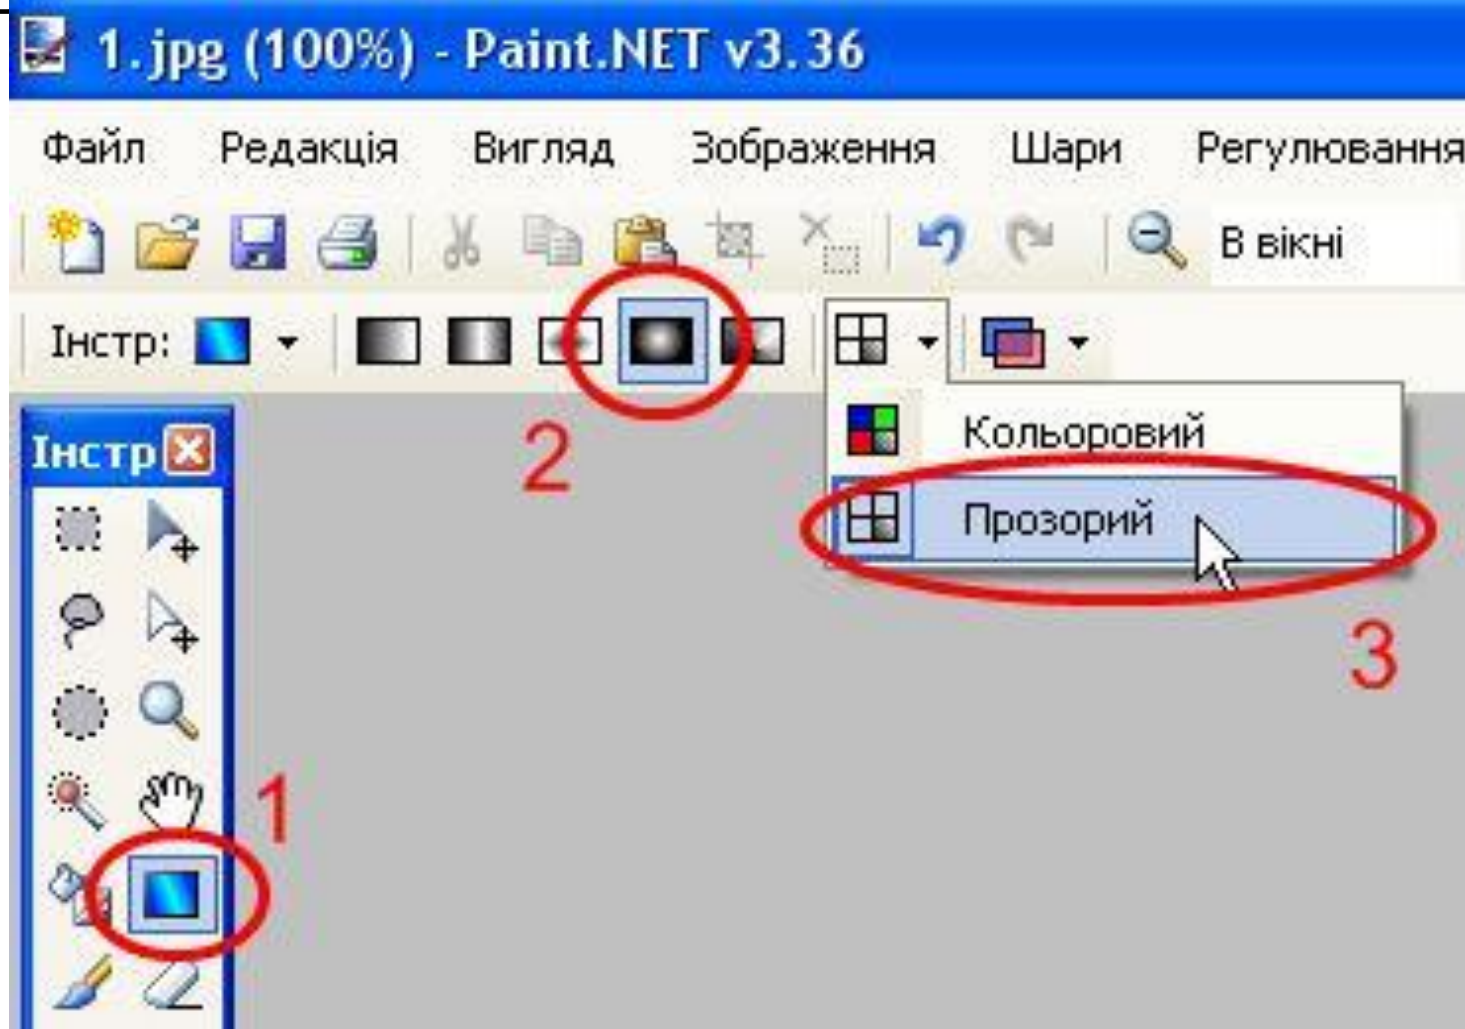 1.jpg (100%) - Paint.NET v3.36
Файл Редакція Вигляд Зображення Шари Регулювання
В вікні
Інстр:
2
Кольоровий
Інстр
Прозорий
3
1